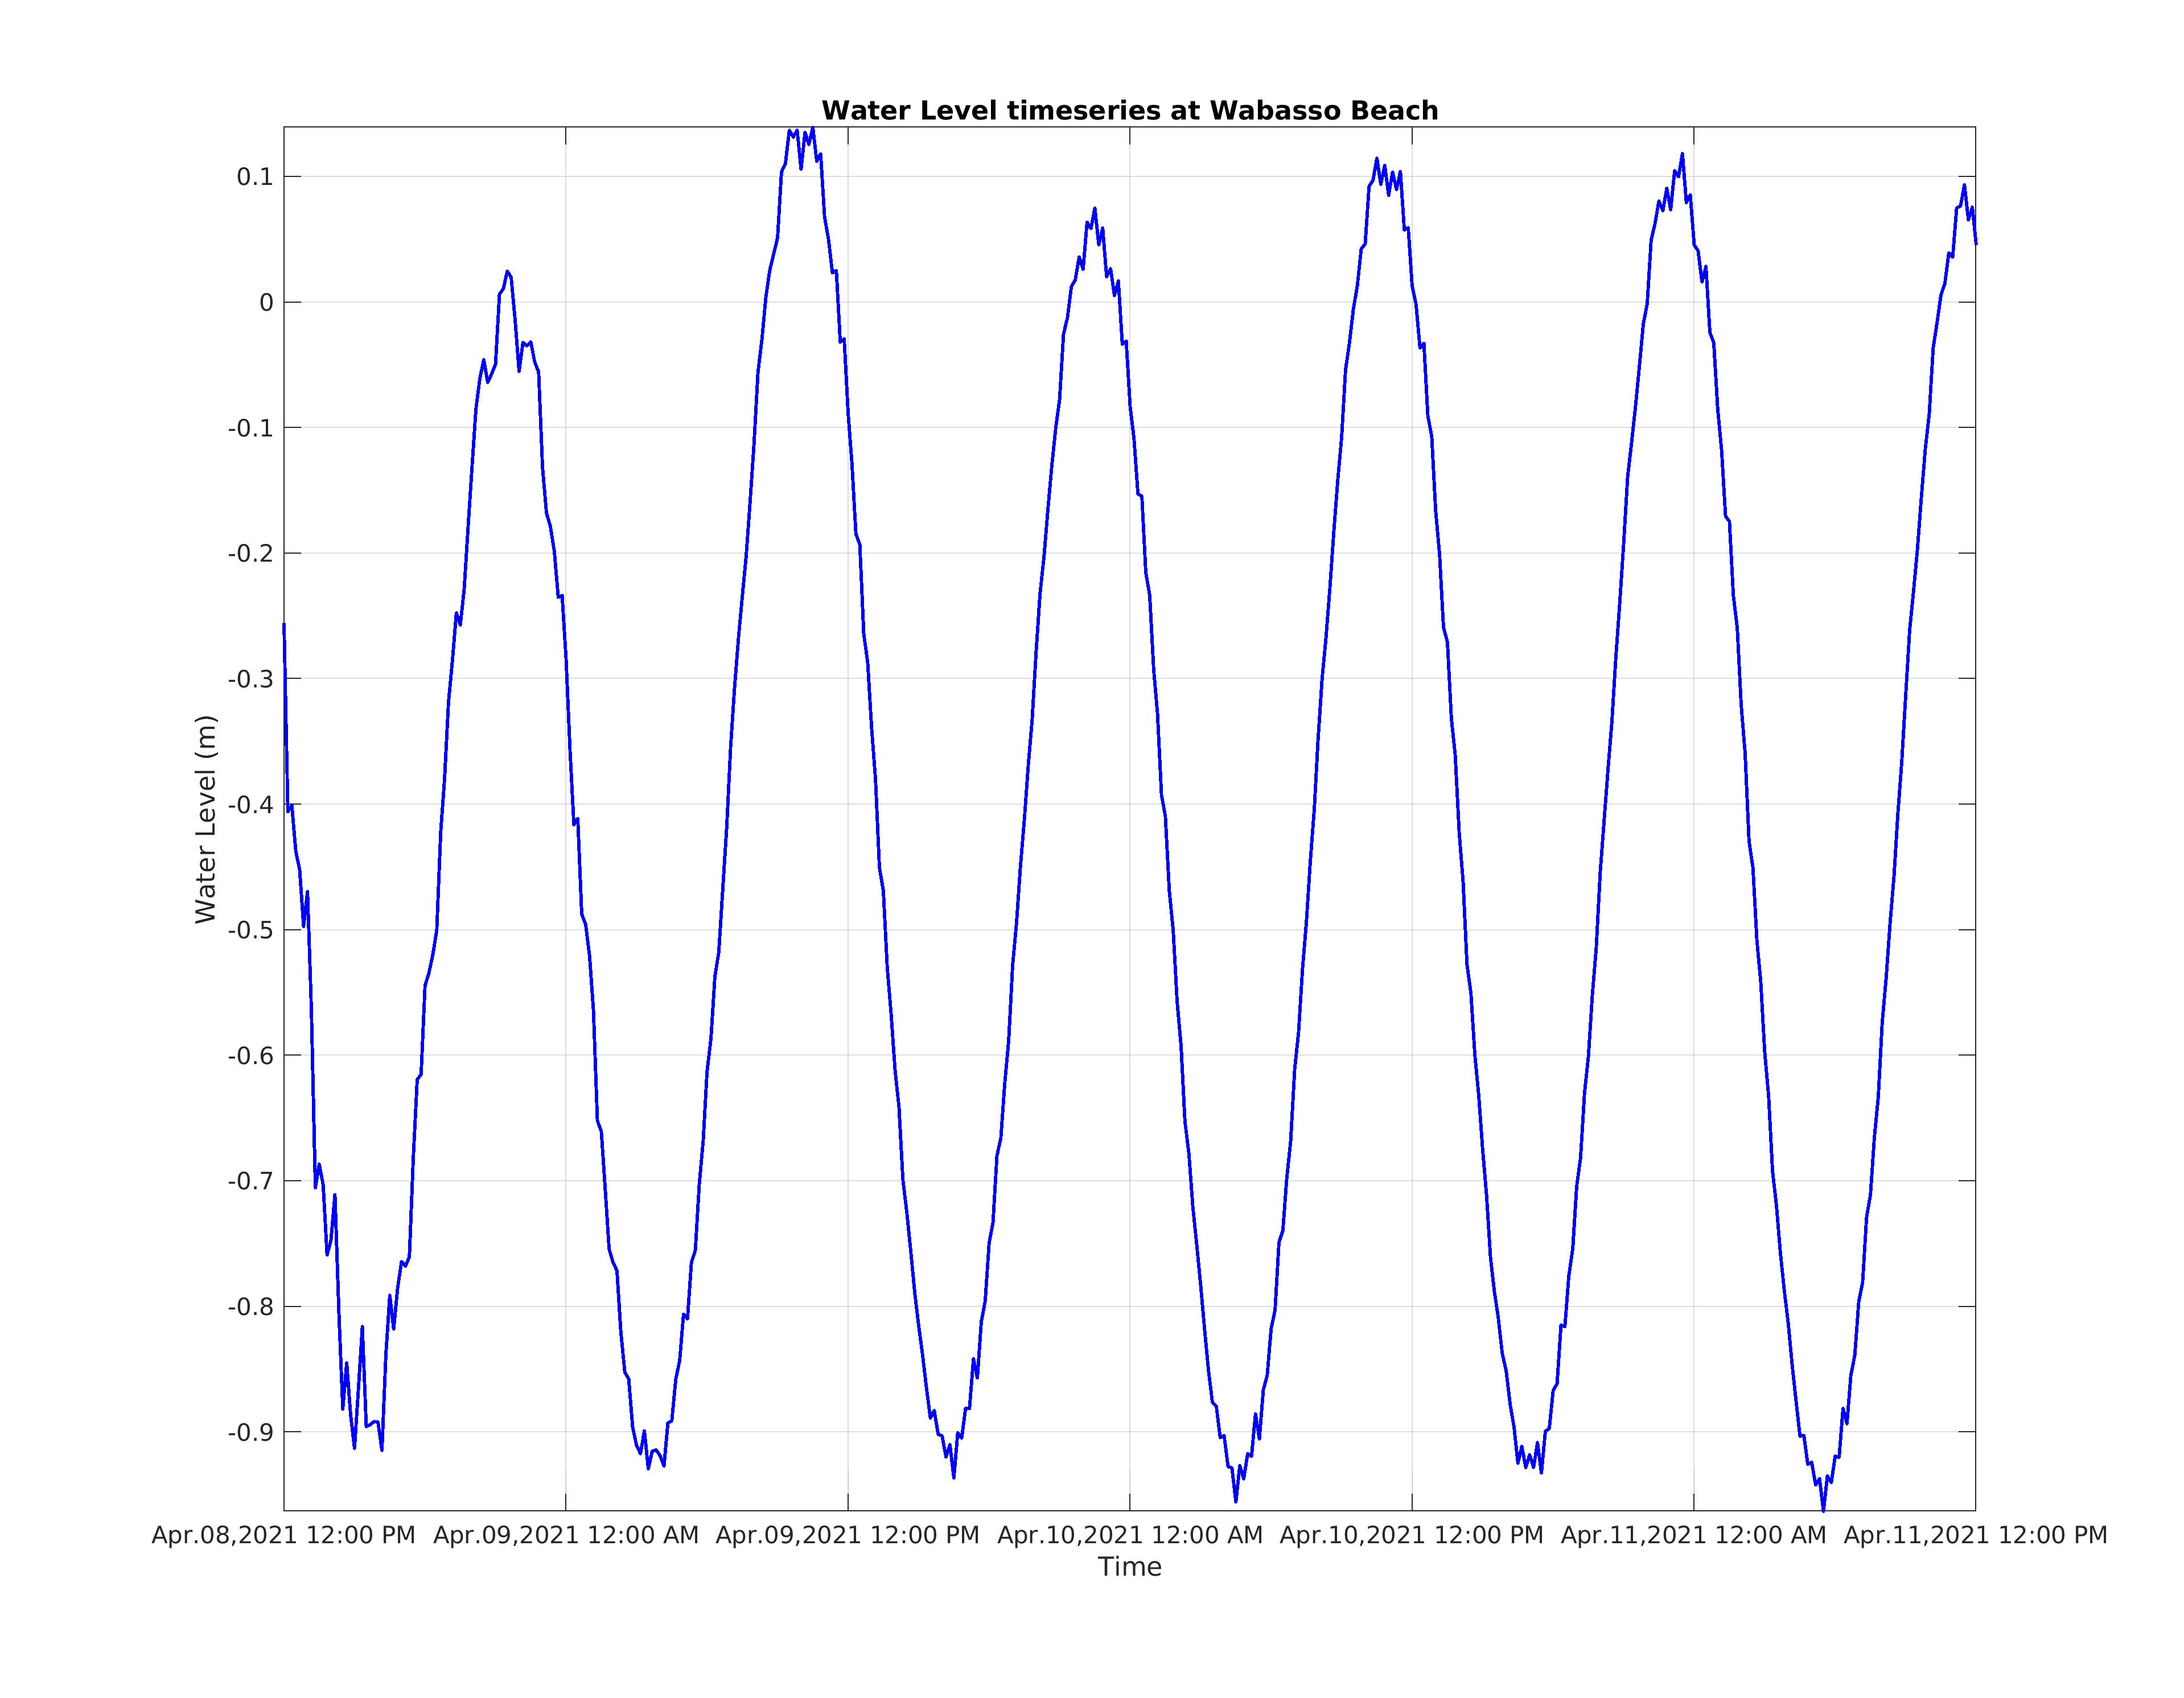 Water Level timeseries at Wabasso Beach
0.1
0
-0.1
-0.2
-0.3
-0.4
-0.5
-0.6
-0.7
-0.8
-0.9
Water Level (m)
Apr.08,2021 12:00 PM Apr.09,2021 12:00 AM Apr.09,2021 12:00 PM Apr.10,2021 12:00 AM Apr.10,2021 12:00 PM Apr.11,2021 12:00 AM Apr.11,2021 12:00 PM
Time